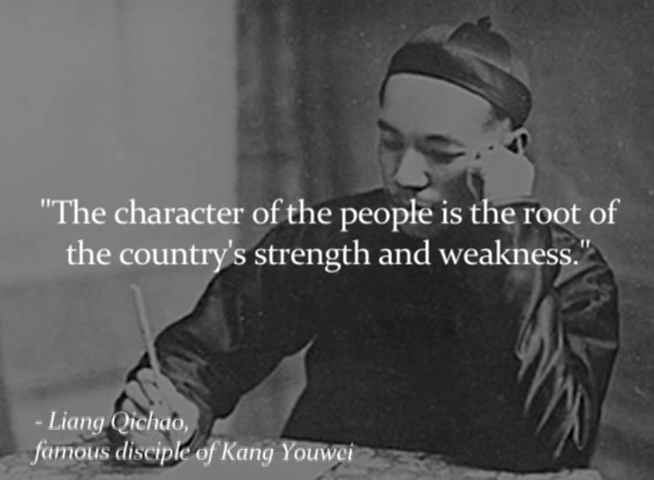 "The character of the people is the root of
the country's strength and weakness."
- Liang Qichao,
famous disciple of Kang Youwei